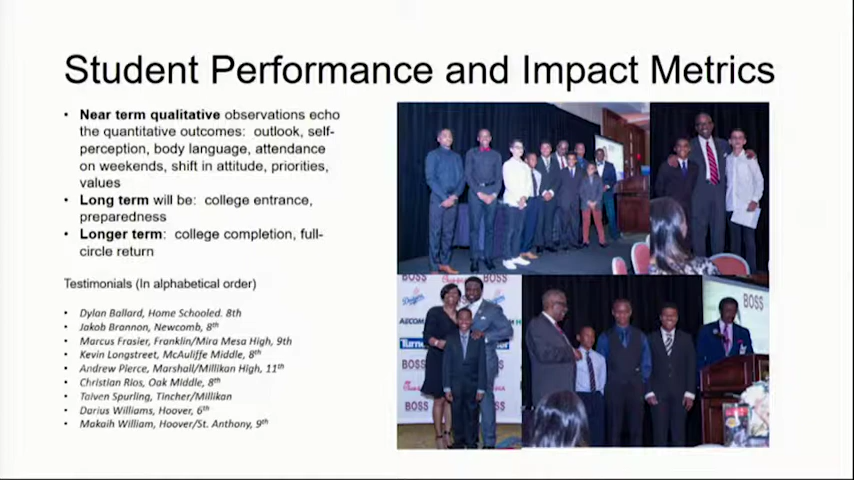 Student Performance and Impact Metrics
• Near term qualitative observations echo
the quantitative outcomes: outlook, self-
perception, body language, attendance
on weekends, shift in attitude, priorities,
values
• Long term will be: college entrance,
preparedness
• Longer term: college completion, full-
circle return
Testimonials (In alphabetical order)
• Dylan Ballard, Home Schooled. 8th
• Jakob Brannon, Newcomb, 8th
• Marcus Frasier, Franklin/Mira Mesa High, 9th
• Kevin Longstreet, McAuliffe Middle, 8th
• Andrew Pierce, Marshall/Millikan High, 11th
• Christian Rios, Oak Middle, 8th
• Taiven Spurling, Tincher/Millikan
• Darius Williams, Hoover, 6th
• Makaih William, Hoover/St. Anthony, 9th
BOSS
BOSS
Dodgers
AECOM
Turne
BOSS
BOSS
BOSS
BOSS